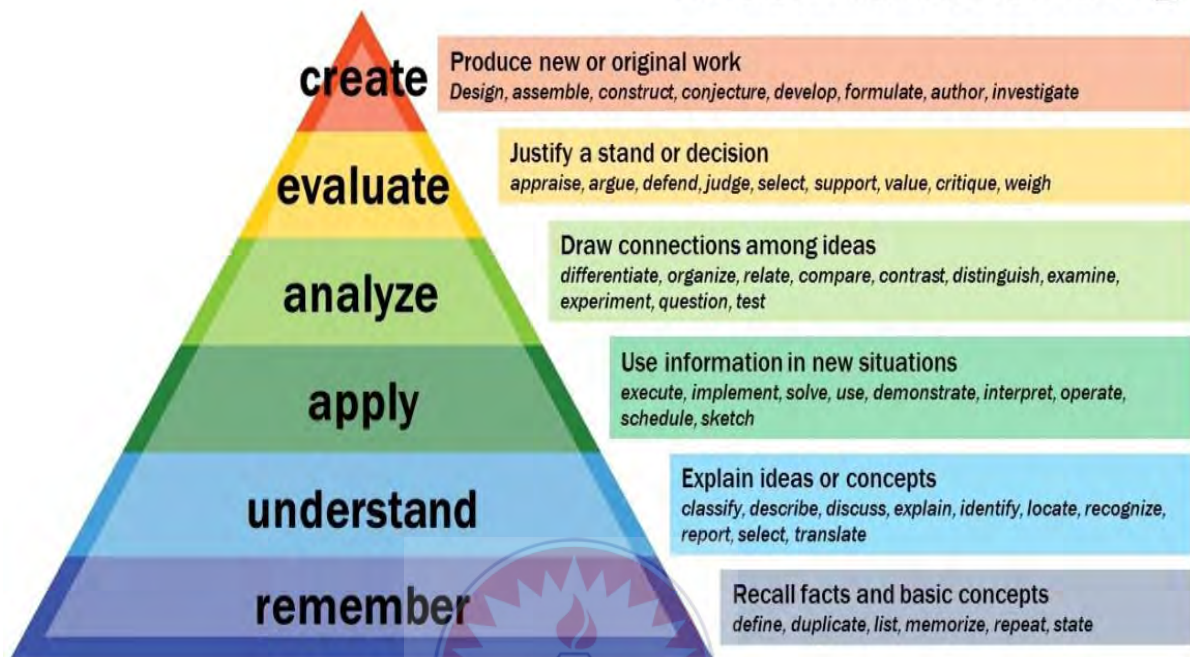 create
Produce new or original work
Design, assemble, construct, conjecture, develop, formulate, author, investigate
evaluate
Justify a stand or decision
appraise, argue, defend, judge, select, support, value, critique, weigh
analyze
Draw connections among ideas
differentiate, organize, relate, compare, contrast, distinguish, examine,
experiment, question, test
apply
Use information in new situations
execute, implement, solve, use, demonstrate, interpret, operate,
schedule, sketch
understand
Explain ideas or concepts
classify, describe, discuss, explain, identify, locate, recognize,
report, select, translate
remember
Recall facts and basic concepts
define, duplicate, list, memorize, repeat, state